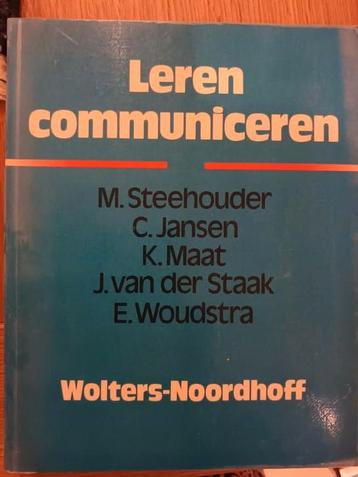 Leren
communiceren
M. Steehouder
C. Jansen
K. Maat
J. van der Staak
E. Woudstra
Wolters-Noordhoff